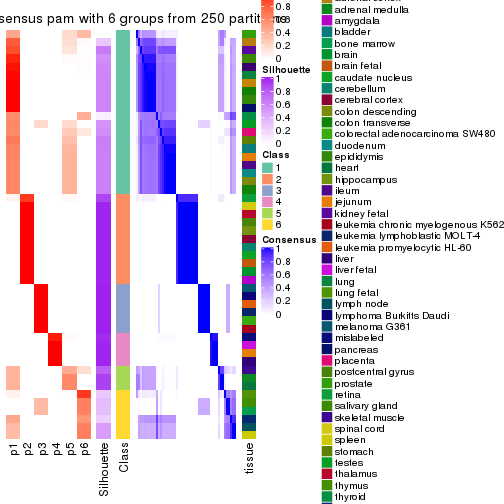 sensus pam with 6 groups from 250 partit
0.8
0.6
0.4
0.2
0
Silhouette
1
0.8
0.6
0.4
0.2
0
Class
1
2
3
4
5
6
Consensus
1
0.8
0.6
0.4
0.2
0
adrenal medulla
amygdala
bladder
bone marrow
brain
brain fetal
caudate nucleus
cerebellum
cerebral cortex
colon descending
colon transverse
colorectal adenocarcinoma SW480
duodenum
epididymis
heart
hippocampus
ileum
jejunum
kidney fetal
leukemia chronic myelogenous K562
leukemia lymphoblastic MOLT-4
leukemia promyelocytic HL-60
liver
liver fetal
lung
lung fetal
lymph node
lymphoma Burkitts Daudi
melanoma G361
mislabeled
pancreas
placenta
postcentral gyrus
prostate
retina
salivary gland
skeletal muscle
spinal cord
spleen
stomach
testes
thalamus
thymus
thyroid
p1
p2
p3
p4
p5
p6
Silhouette
Class
tissue